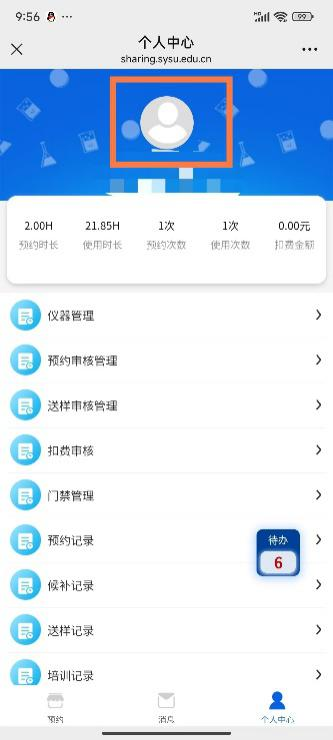 9:56
HD 99
个人中心
sharing.sysu.edu.cn
2.00H 21.85H 1次 1次 0.00元
预约时长 使用时长 预约次数 使用次数 扣费金额
仪器管理
预约审核管理
送样审核管理
扣费审核
门禁管理
预约记录
待办
6
候补记录
送样记录
培训记录
预约 消息 个人中心